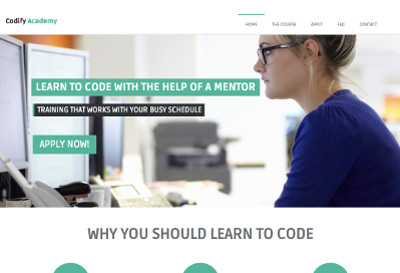 Codify Academy
HOME THE COURSE APPLY FAQ CONTACT
LEARN TO CODE WITH THE HELP OF A MENTOR
TRAINING THAT WORKS WITH YOUR BUSY SCHEDULE
APPLY NOW!
WHY YOU SHOULD LEARN TO CODE